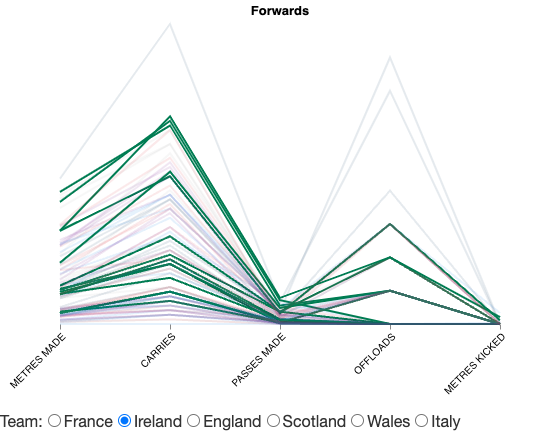 Forwards
METRES MADE
CARRIES
PASSES MADE
OFFLOADS
METRES KICKED
Team: France Ireland England Scotland Wales Italy